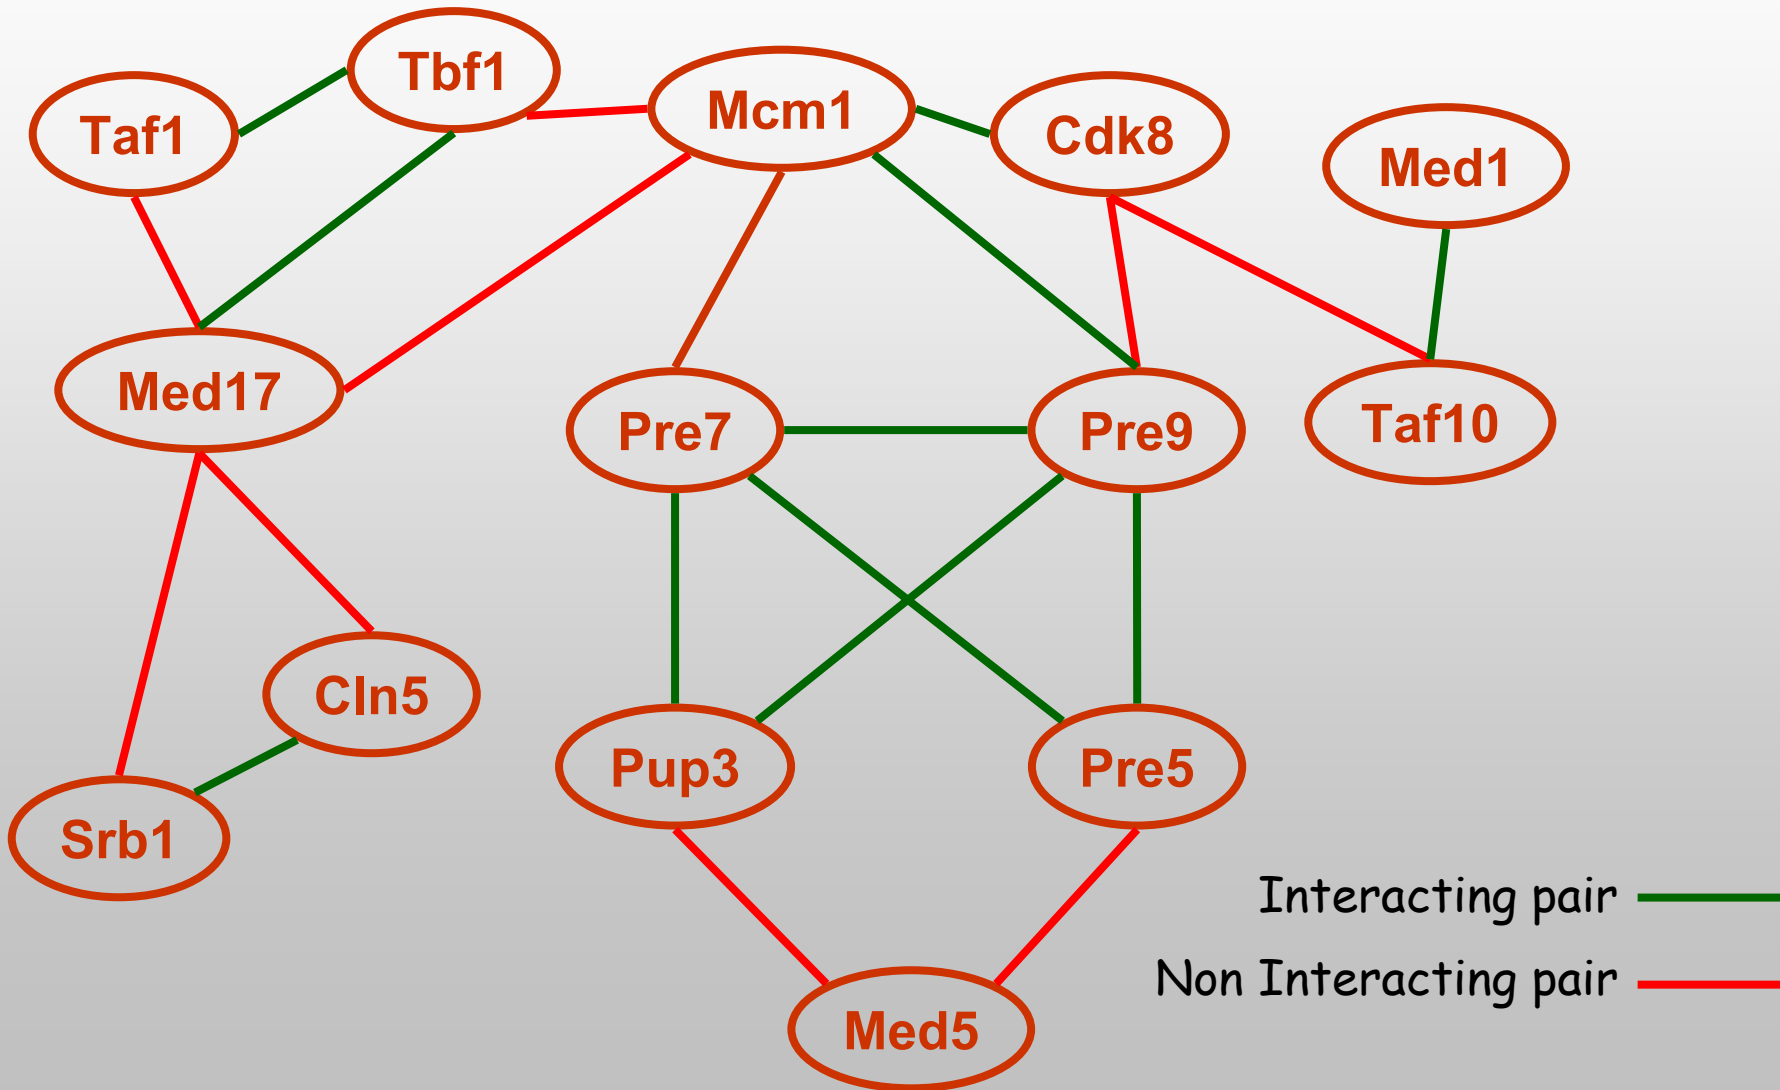 Tbf1
Taf1
Mcm1
Cdk8
Med1
Med17
Pre7
Pre9
Taf10
Cln5
Pup3
Pre5
Srb1
Interacting pair
Non Interacting pair
Med5